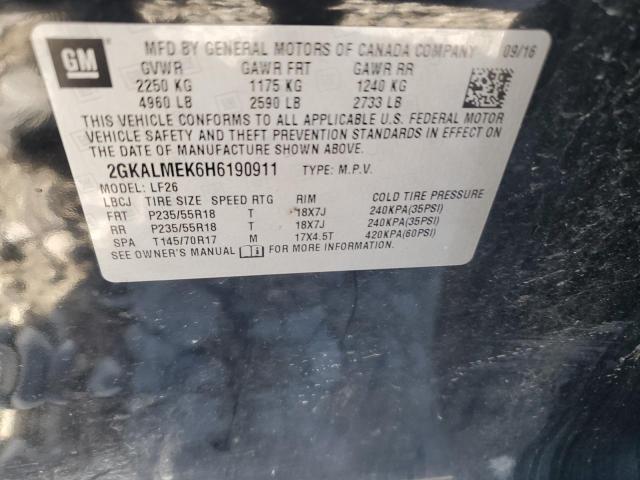 GM
MFD BY GENERAL MOTORS OF CANADA COMPANY 09/16
GVWR GAWR FRT GAWR RR
2250 KG 1175 KG 1240 KG
4960 LB 2590 LB 2733 LB
THIS VEHICLE CONFORMS TO ALL APPLICABLE U.S. FEDERAL MOTOR
VEHICLE SAFETY AND THEFT PREVENTION STANDARDS IN EFFECT ON
THE DATE OF MANUFACTURE SHOWN ABOVE.
2GKALMEK6H6190911 TYPE: M.P.V.
MODEL: LF26
LBCJ TIRE SIZE SPEED RTG RIM COLD TIRE PRESSURE
FRT P235/55R18 T 18X7J 240KPA(35PSI)
RR P235/55R18 T 18X7J 240KPA(35PSI)
SPA T145/70R17 M 17X4.5T 420KPA(60PSI)
SEE OWNER'S MANUAL FOR MORE INFORMATION.